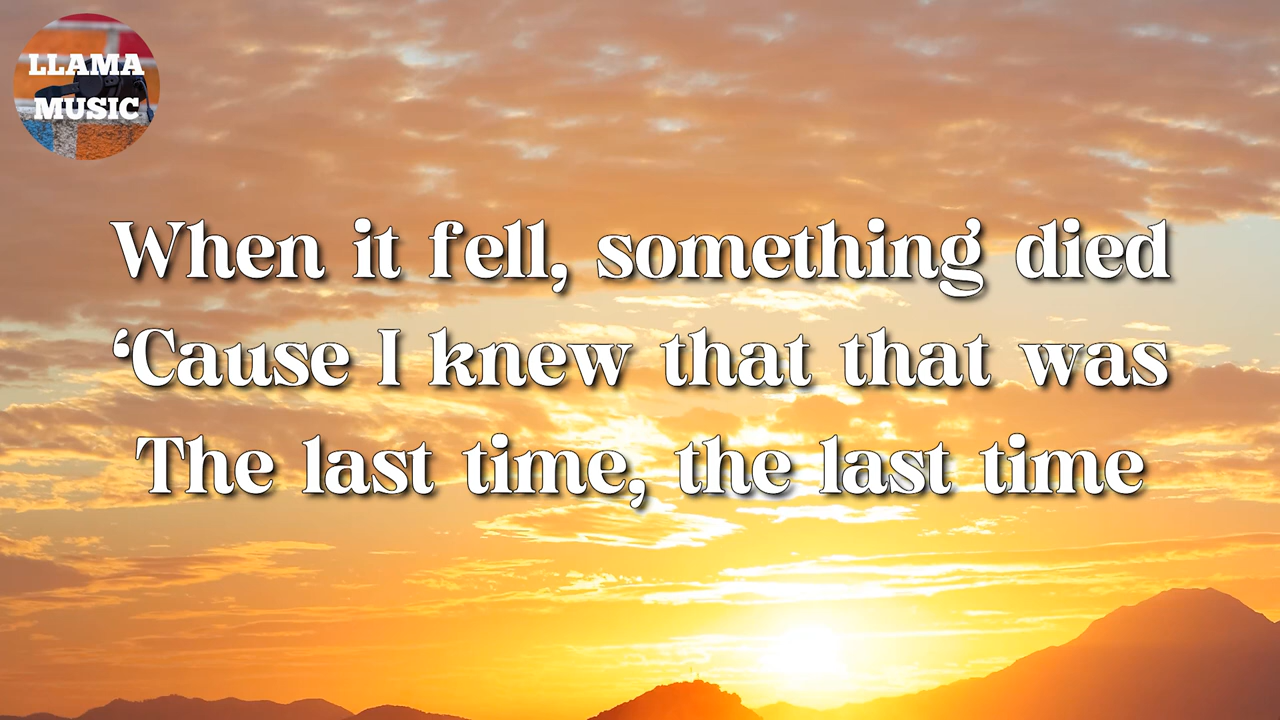 LLAMA
MUSIC
When it fell, something died
‘Cause I knew that that was
The last time, the last time